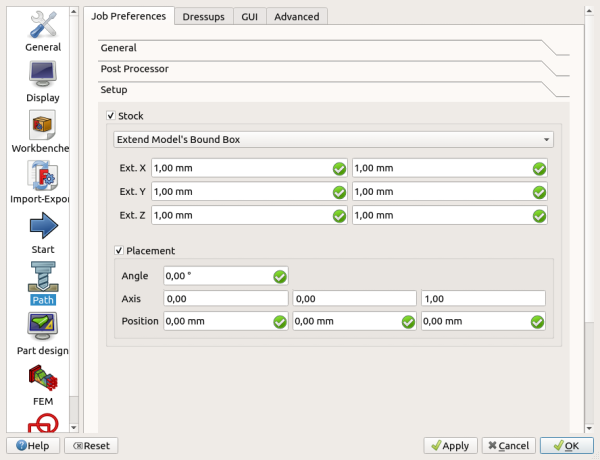 Job Preferences Dressups GUI Advanced
General
General
Post Processor
Display
Setup
Stock
Workbenche
Extend Model's Bound Box
Ext. X 1,00 mm 1,00 mm
Import-Expor
Ext. Y 1,00 mm 1,00 mm
Ext. Z 1,00 mm 1,00 mm
Start
Placement
Angle 0,00 °
Path
Axis 0,00 0,00 1,00
Position 0,00 mm 0,00 mm 0,00 mm
Part design
FEM
Help Reset Apply Cancel OK